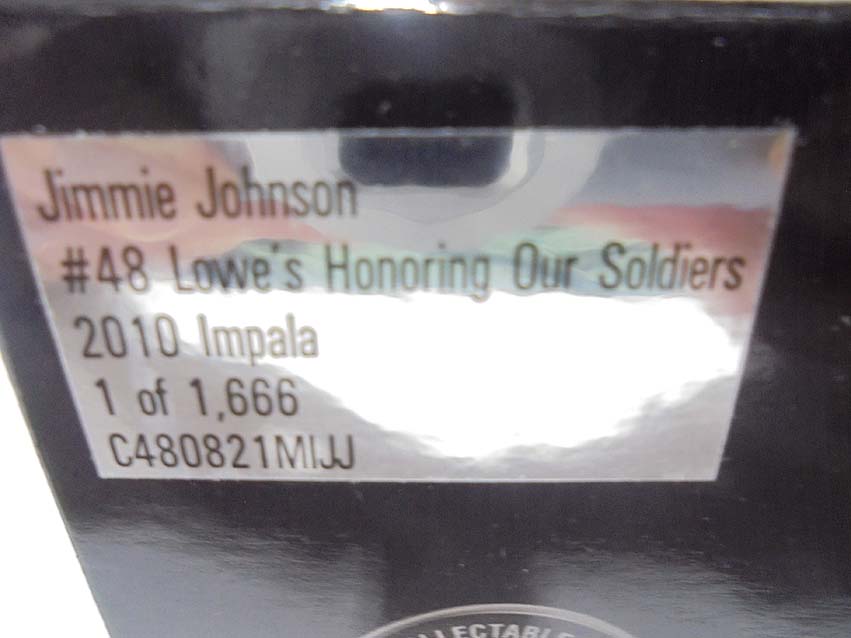 Jimmie Johnson
#48 Lowe's Honoring Our Soldiers
2010 Impala
1 of 1,666
C480821MIJJ